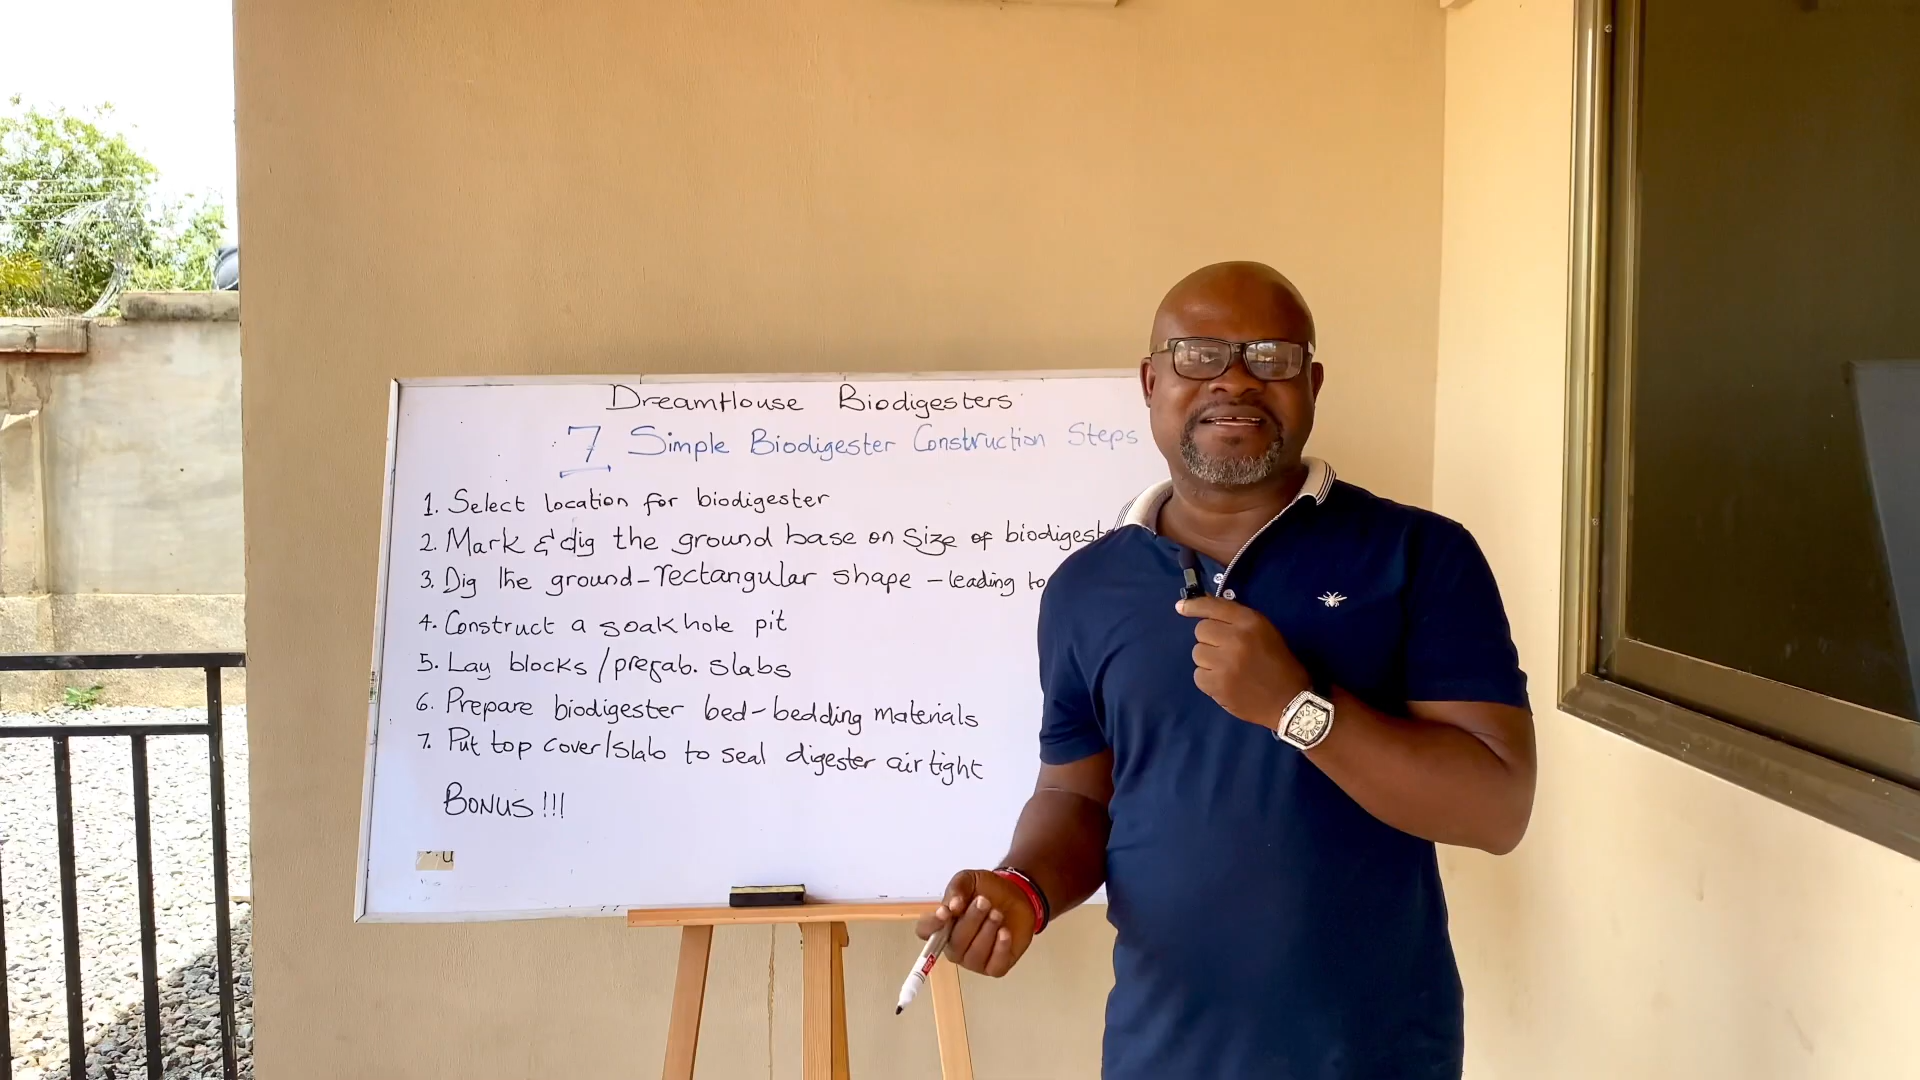 DreamHouse Biodigesters
7 Simple Biodigester Construction Steps
1. Select location for biodigester
2. Mark & dig the ground base on size of biodigest
3. Dig the ground - rectangular shape - leading to
4. Construct a soakhole pit
5. Lay blocks / prefab. slabs
6. Prepare biodigester bed - bedding materials
7. Put top cover/slab to seal digester air tight
BONUS!!!